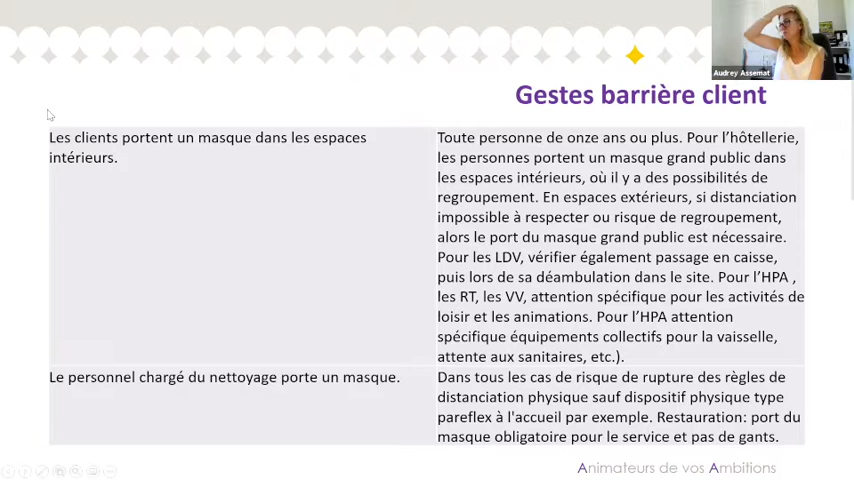 Audrey Assemat
Gestes barrière client
Les clients portent un masque dans les espaces
intérieurs.
Toute personne de onze ans ou plus. Pour l’hôtellerie,
les personnes portent un masque grand public dans
les espaces intérieurs, où il y a des possibilités de
regroupement. En espaces extérieurs, si distanciation
impossible à respecter ou risque de regroupement,
alors le port du masque grand public est nécessaire.
Pour les LDV, vérifier également passage en caisse,
puis lors de sa déambulation dans le site. Pour l’HPA ,
les RT, les VV, attention spécifique pour les activités de
loisir et les animations. Pour l’HPA attention
spécifique équipements collectifs pour la vaisselle,
attente aux sanitaires, etc.).
Le personnel chargé du nettoyage porte un masque.
Dans tous les cas de risque de rupture des règles de
distanciation physique sauf dispositif physique type
pareflex à l'accueil par exemple. Restauration: port du
masque obligatoire pour le service et pas de gants.
Animateurs de vos Ambitions